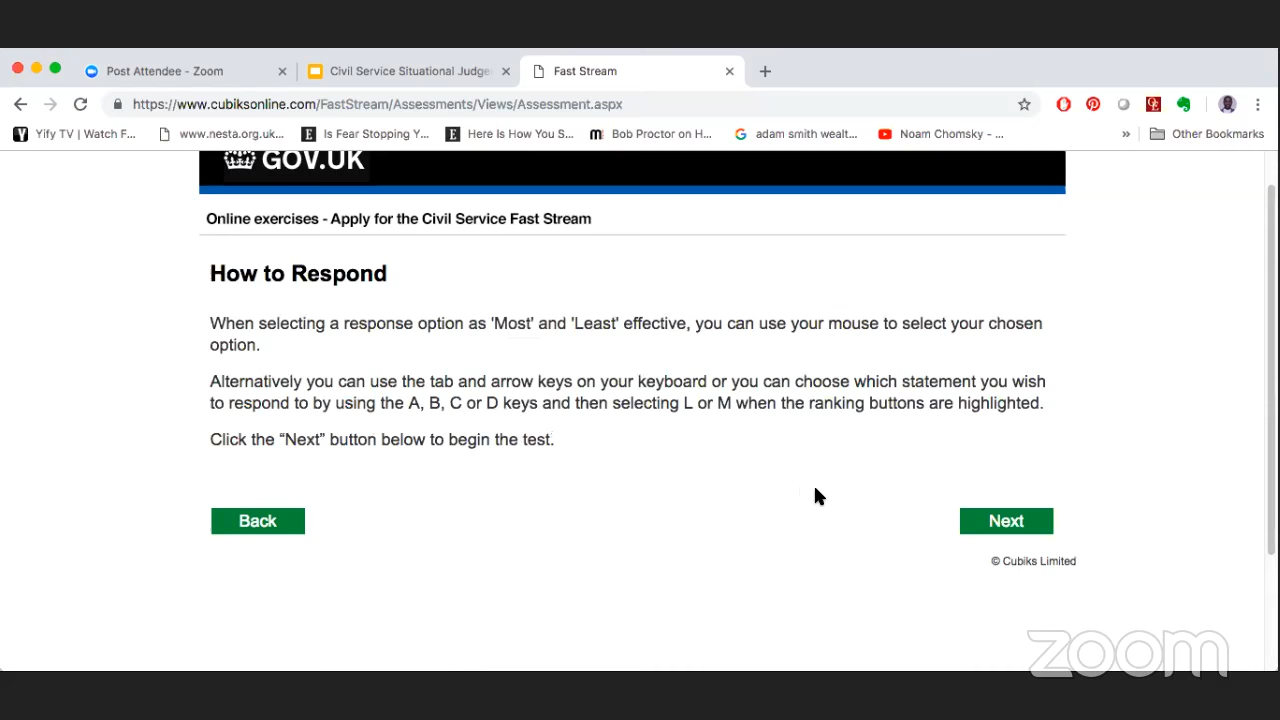 Post Attendee - Zoom
Civil Service Situational Judge
Fast Stream
https://www.cubiksonline.com/FastStream/Assessments/Views/Assessment.aspx
Yify TV | Watch F... www.nesta.org.uk... Is Fear Stopping Y... Here Is How You S... Bob Proctor on H... adam smith wealt... Noam Chomsky - ... » Other Bookmarks
GOV.UK
Online exercises - Apply for the Civil Service Fast Stream
How to Respond
When selecting a response option as 'Most' and 'Least' effective, you can use your mouse to select your chosen
option.
Alternatively you can use the tab and arrow keys on your keyboard or you can choose which statement you wish
to respond to by using the A, B, C or D keys and then selecting L or M when the ranking buttons are highlighted.
Click the “Next” button below to begin the test.
Back
Next
© Cubiks Limited
zoom